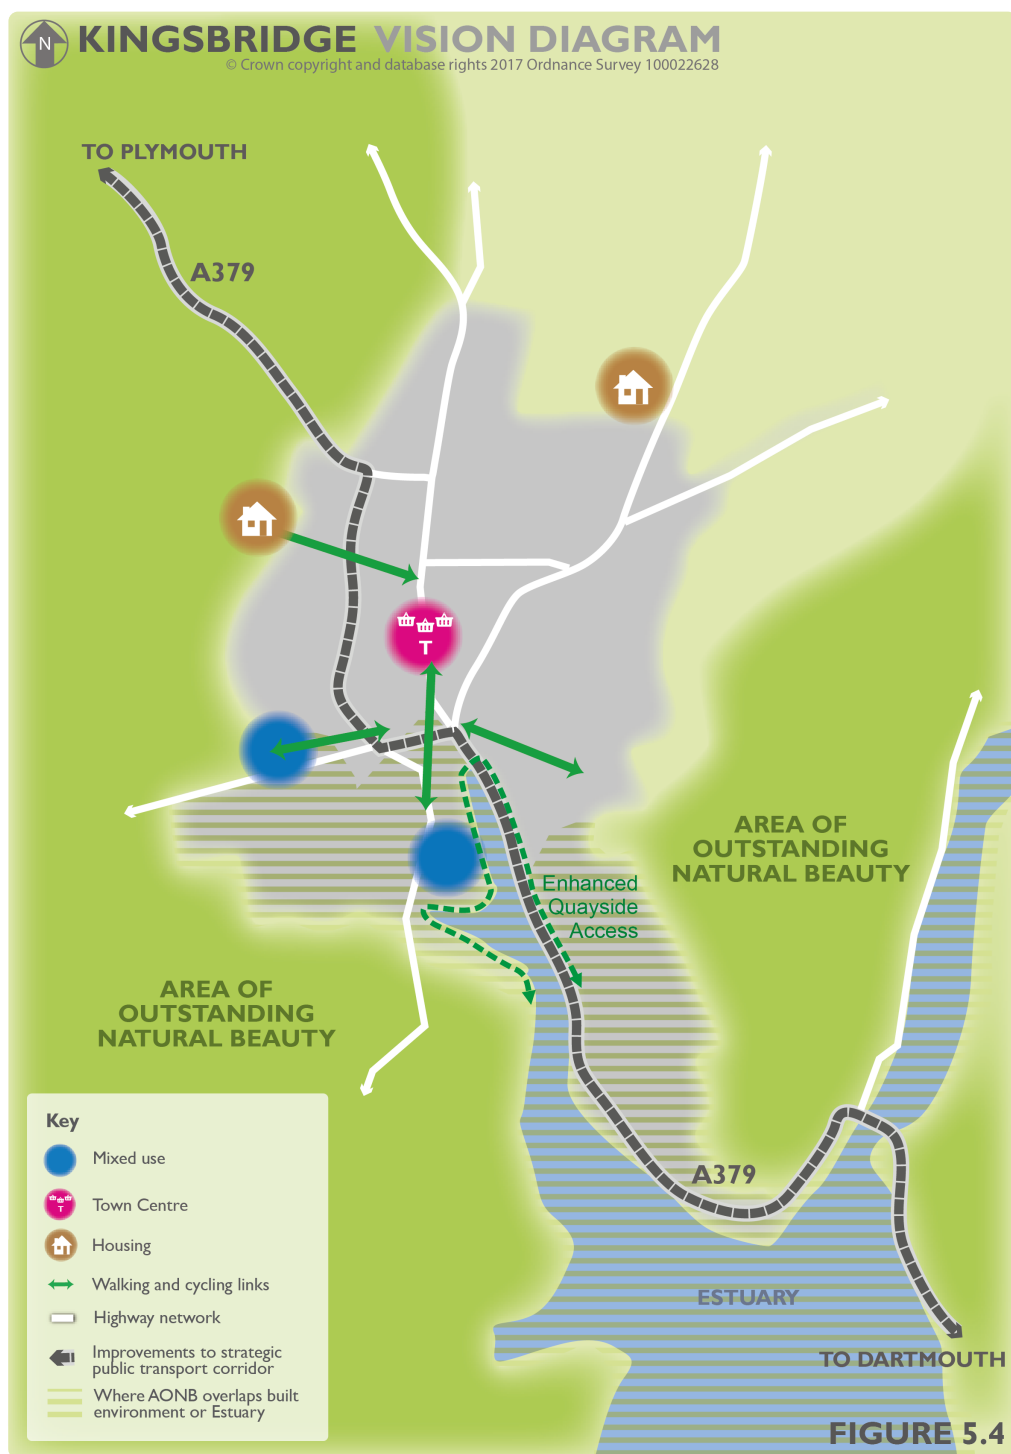 N
KINGSBRIDGE VISION DIAGRAM
© Crown copyright and database rights 2017 Ordnance Survey 100022628
TO PLYMOUTH
A379
T
AREA OF
OUTSTANDING
NATURAL BEAUTY
Enhanced
Quayside
Access
AREA OF
OUTSTANDING
NATURAL BEAUTY
A379
ESTUARY
TO DARTMOUTH
Key
Mixed use
T
Town Centre
Housing
Walking and cycling links
Highway network
Improvements to strategic
public transport corridor
Where AONB overlaps built
environment or Estuary
FIGURE 5.4